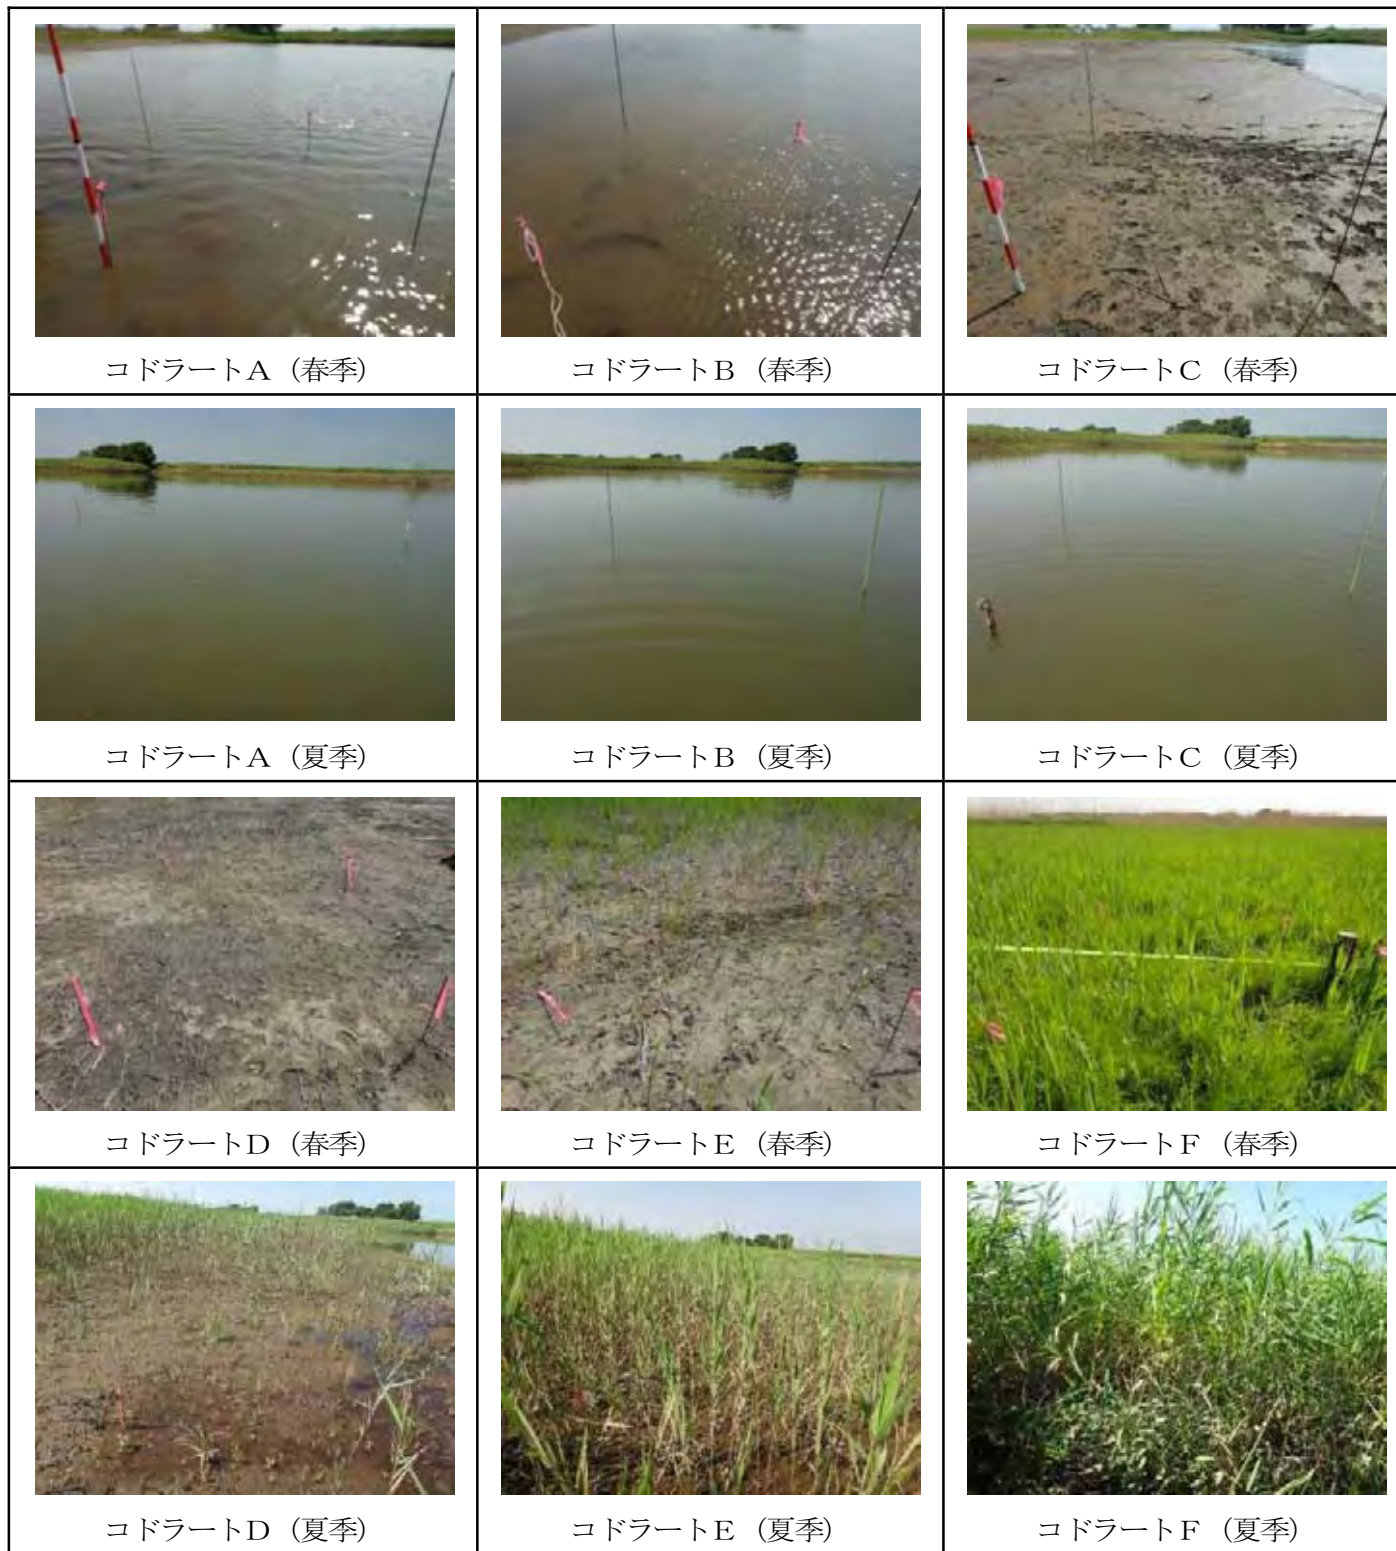 コドラートA（春季）
コドラートB（春季）
コドラートC（春季）
コドラートA（夏季）
コドラートB（夏季）
コドラートC（夏季）
コドラートD（春季）
コドラートE（春季）
コドラートF（春季）
コドラートD（夏季）
コドラートE（夏季）
コドラートF（夏季）